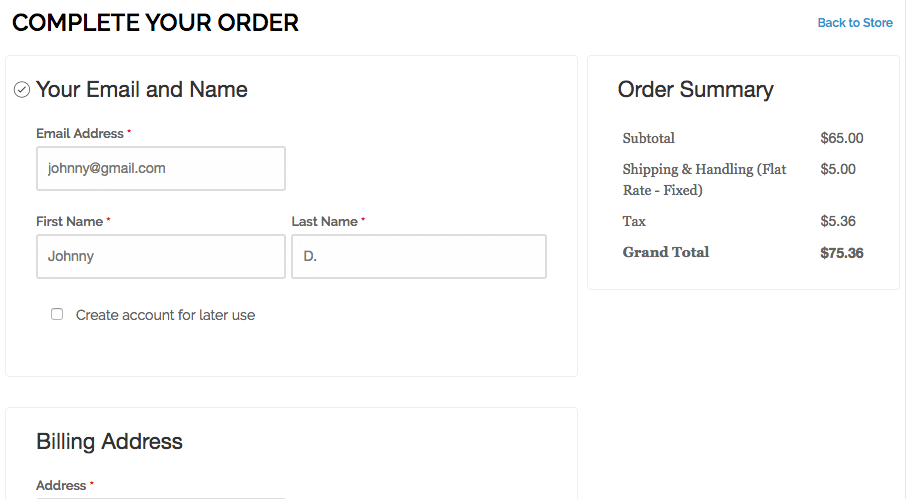 COMPLETE YOUR ORDER
Back to Store
Your Email and Name
Email Address *
johnny@gmail.com
First Name *
Last Name *
Johnny
D.
Create account for later use
Billing Address
Address *
Order Summary
Subtotal $65.00
Shipping & Handling (Flat $5.00
Rate - Fixed)
Tax $5.36
Grand Total $75.36